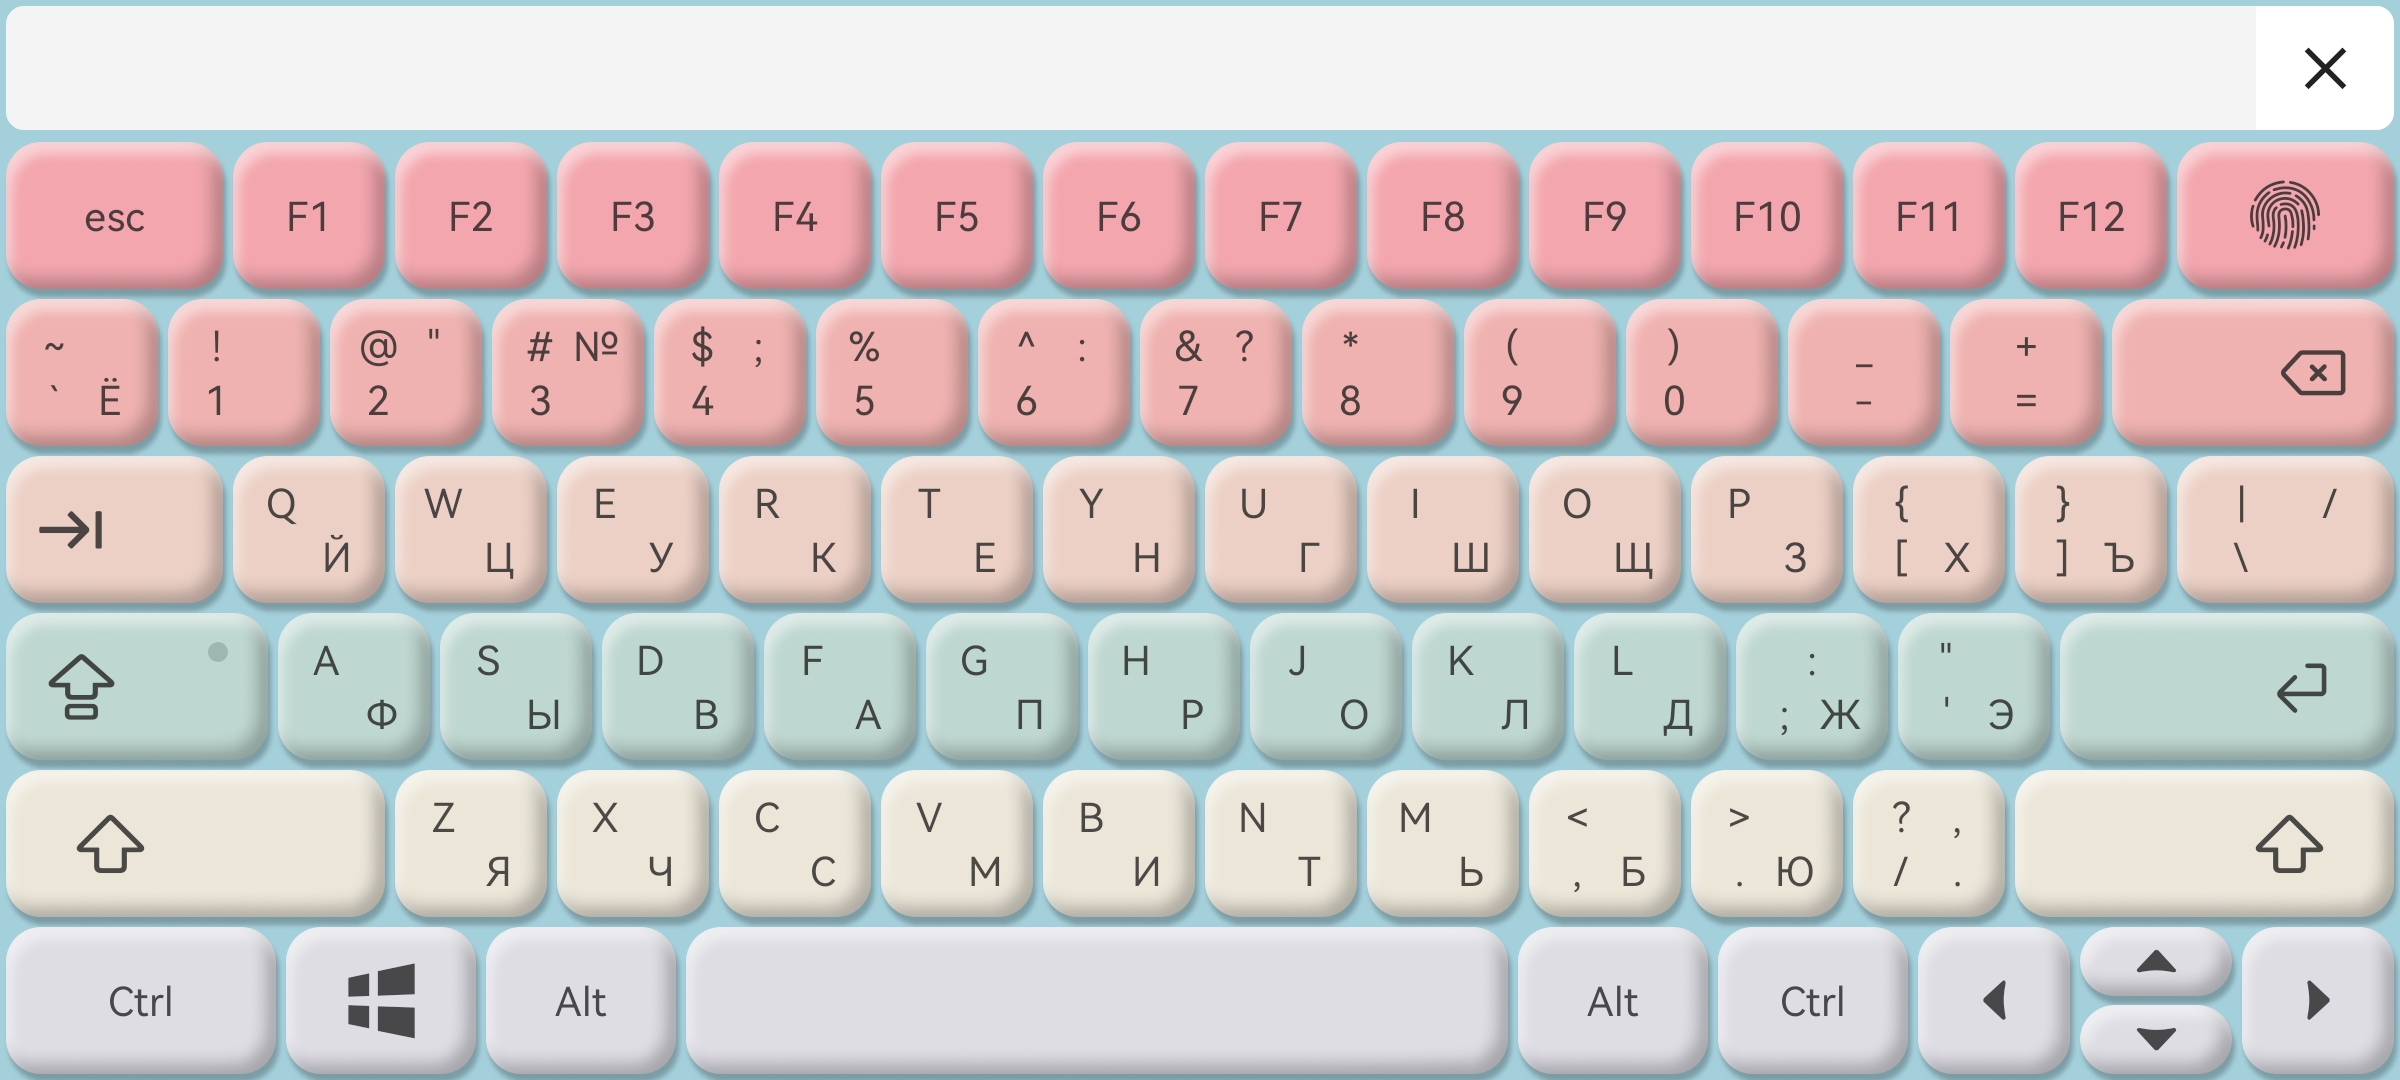 esc F1 F2 F3 F4 F5 F6 F7 F8 F9 F10 F11 F12
~ ! @ " # № $ ; % ^ : & ? * ( ) _ +
` Ё 1 2 3 4 5 6 7 8 9 0 - =
Q W E R T Y U I O P { } | /
Й Ц У К Е Н Г Ш Щ З [ Х ] Ъ \
A S D F G H J K L : "
Ф Ы В А П Р О Л Д ; Ж ' Э
Z X C V B N M < > ? ,
Я Ч С М И Т Ь , Б . Ю / .
Ctrl Alt Alt Ctrl